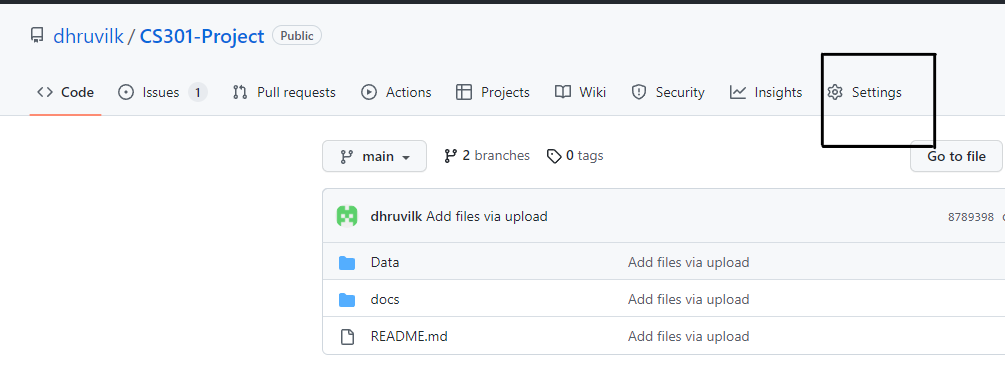 dhruvilk / CS301-Project Public
Code Issues 1 Pull requests Actions Projects Wiki Security Insights Settings
main 2 branches 0 tags Go to file
dhruvilk Add files via upload 8789398
Data Add files via upload
docs Add files via upload
README.md Add files via upload